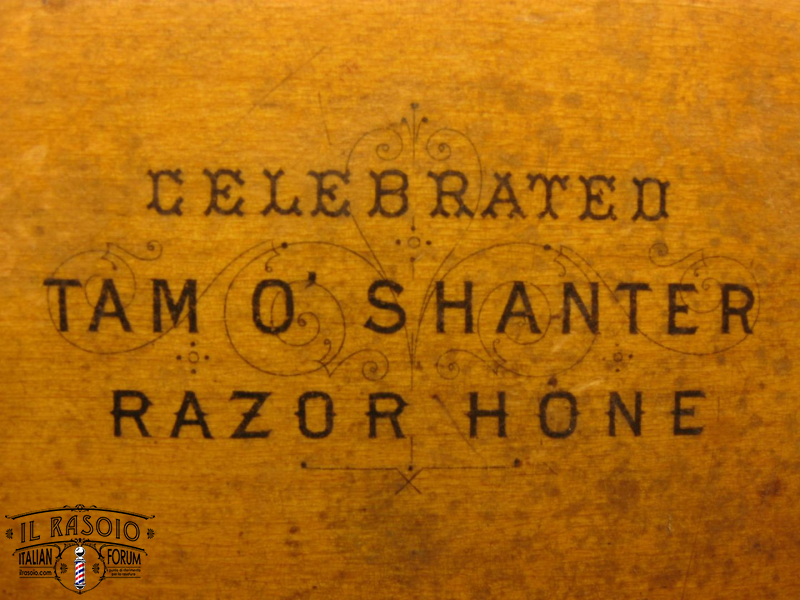 CELEBRATED
TAM O' SHANTER
RAZOR HONE
IL RASOIO
ITALIAN FORUM
ilrasoio.com